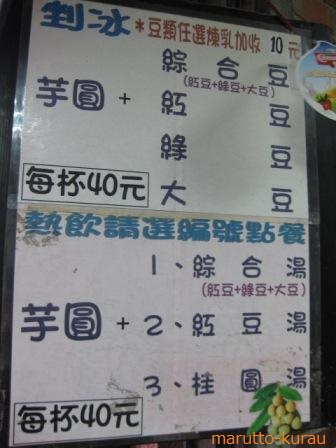 剉冰 *豆類任選煉乳加收 10 元
綜合豆
(紅豆+綠豆+大豆)
芋圓 + 紅豆
綠豆
大豆
每杯40元
熱飲請選編號點餐
1、綜合湯
(紅豆+綠豆+大豆)
芋圓 + 2、紅豆湯
3、桂圓湯
每杯40元
marutto-kurau